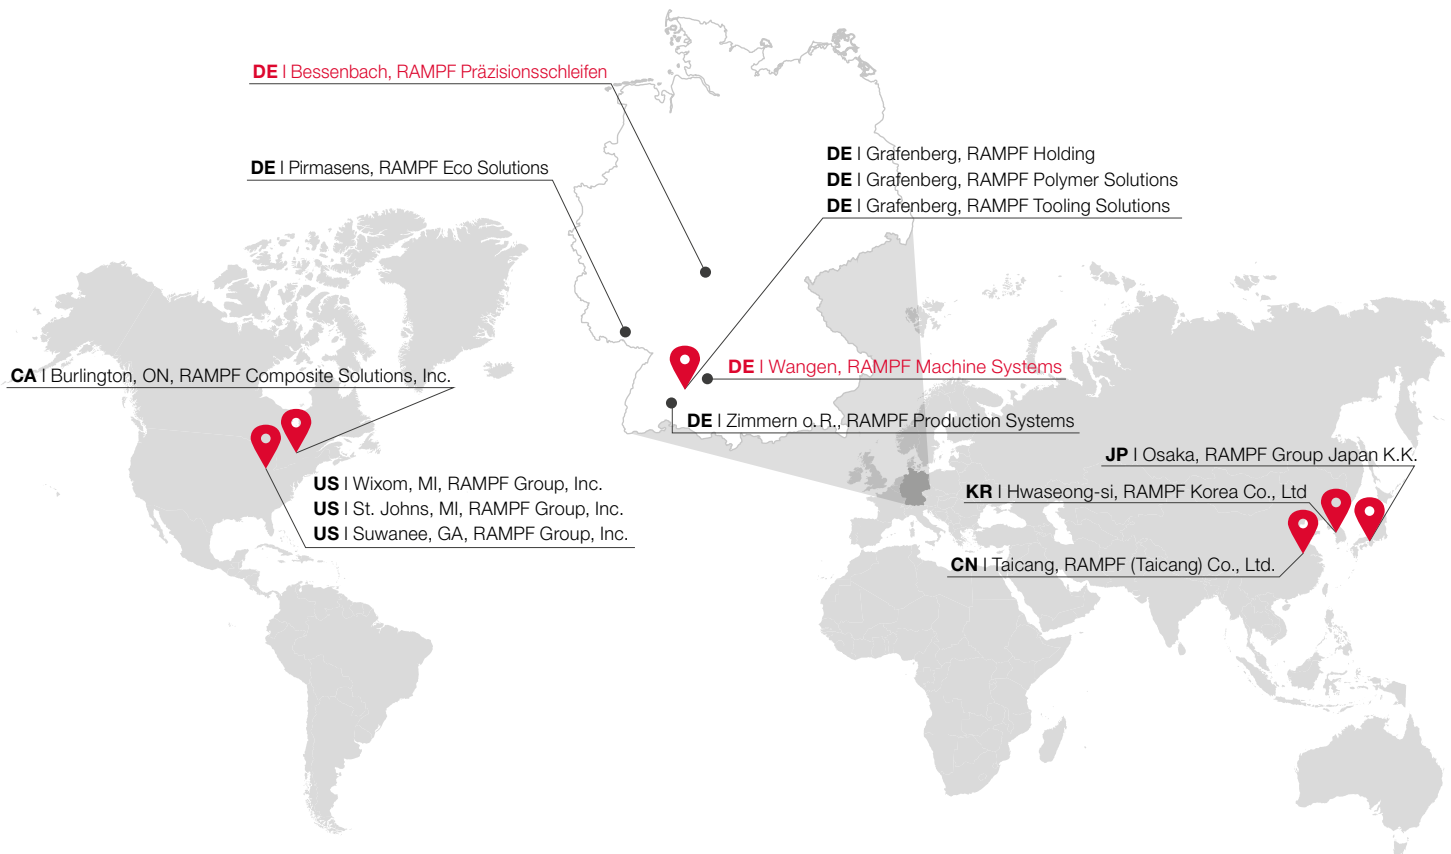 DE I Bessenbach, RAMPF Präzisionsschleifen
DE I Pirmasens, RAMPF Eco Solutions
DE I Grafenberg, RAMPF Holding
DE I Grafenberg, RAMPF Polymer Solutions
DE I Grafenberg, RAMPF Tooling Solutions
CA I Burlington, ON, RAMPF Composite Solutions, Inc.
DE I Wangen, RAMPF Machine Systems
DE I Zimmern o.R., RAMPF Production Systems
US I Wixom, MI, RAMPF Group, Inc.
US I St. Johns, MI, RAMPF Group, Inc.
US I Suwanee, GA, RAMPF Group, Inc.
JP I Osaka, RAMPF Group Japan K.K.
KR I Hwaseong-si, RAMPF Korea Co., Ltd
CN I Taicang, RAMPF (Taicang) Co., Ltd.